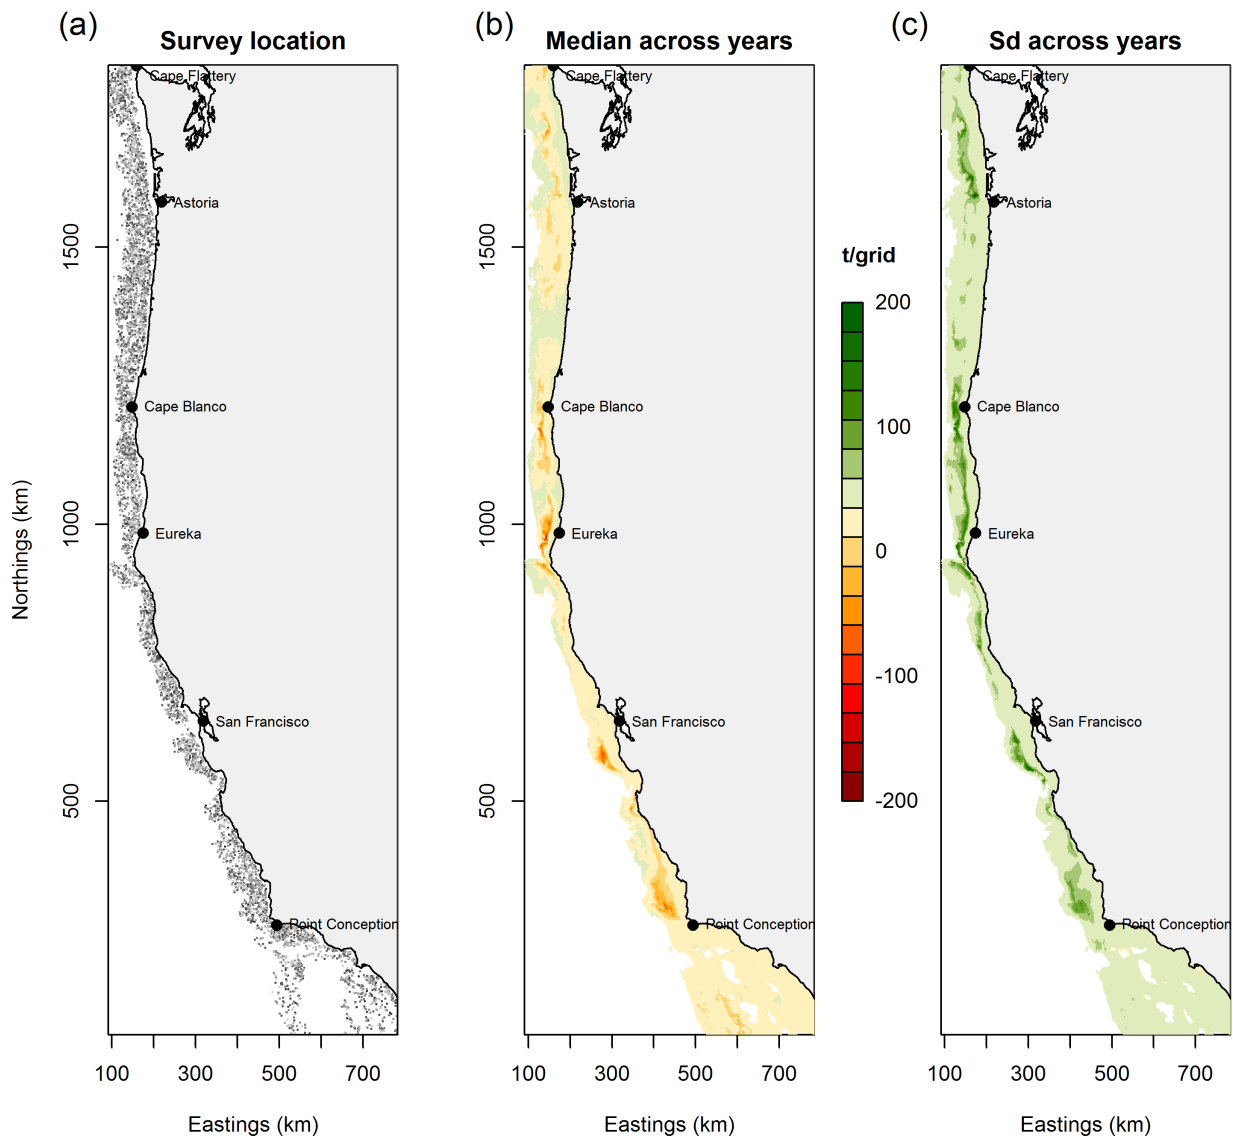 (a)
Survey location
(b)
Median across years
(c)
Sd across years
Northings (km)
1500
1000
500
Cape Flattery
Astoria
Cape Blanco
Eureka
San Francisco
Point Conception
100 300 500 700
Eastings (km)
1500
1000
500
Cape Flattery
Astoria
Cape Blanco
Eureka
San Francisco
Point Conception
100 300 500 700
Eastings (km)
t/grid
200
100
0
-100
-200
Cape Flattery
Astoria
Cape Blanco
Eureka
San Francisco
Point Conception
100 300 500 700
Eastings (km)